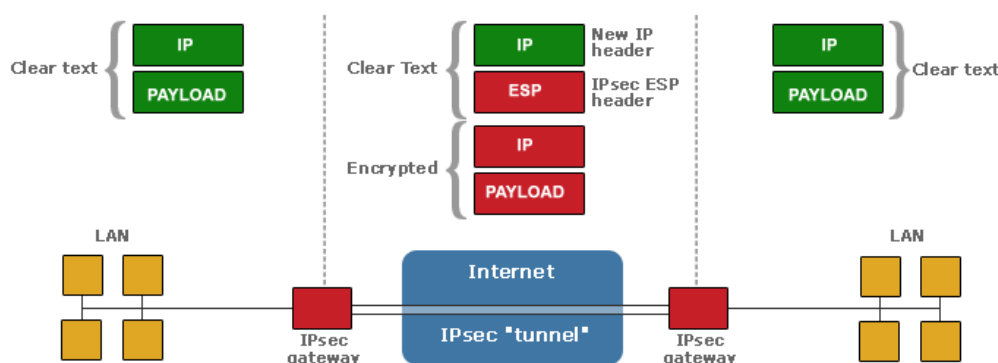 Clear text
IP
PAYLOAD
Clear Text
IP
New IP
header
ESP
IPsec ESP
header
Encrypted
IP
PAYLOAD
IP
PAYLOAD
Clear text
LAN
Internet
LAN
IPsec "tunnel"
IPsec
gateway
IPsec
gateway